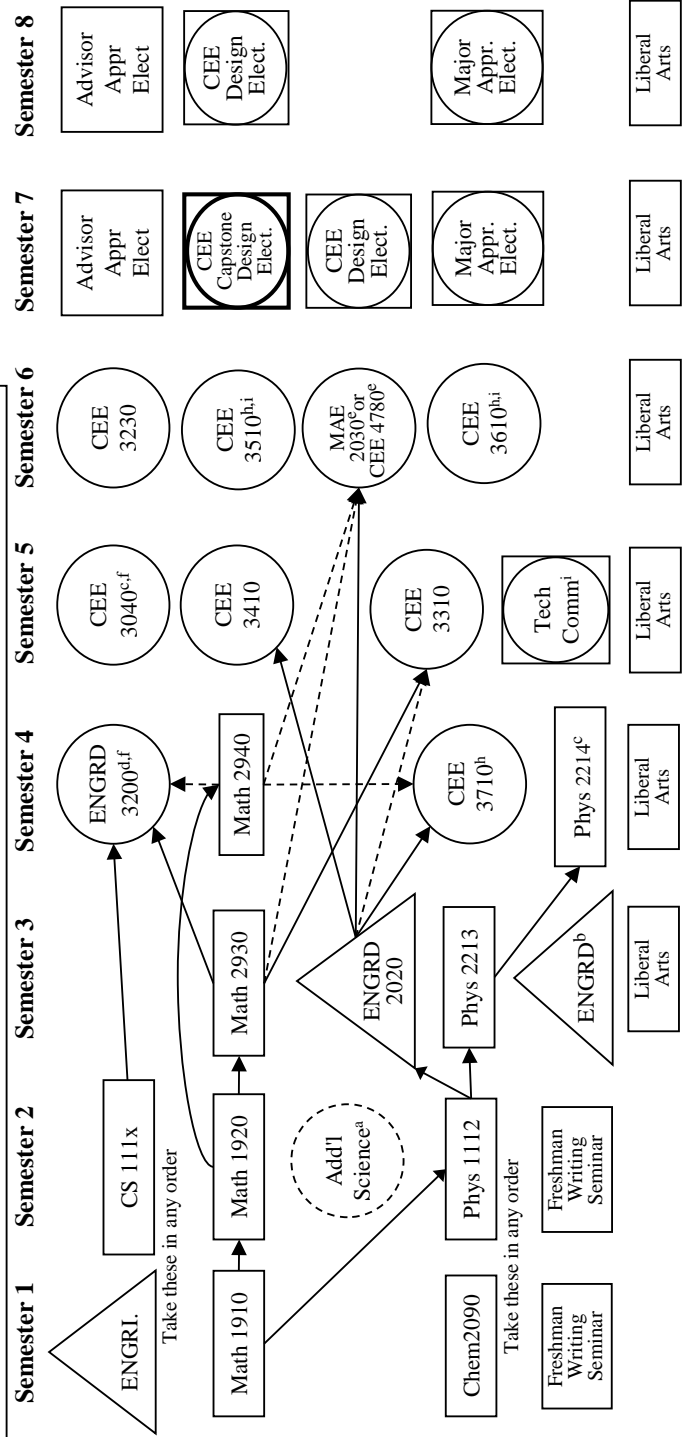 Semester 1
ENGRI.
Take these in any order
Math 1910
Chem2090
Take these in any order
Freshman
Writing
Seminar
Semester 2
CS 111x
Math 1920
Add'l
Science^a
Phys 1112
Freshman
Writing
Seminar
Semester 3
Math 2930
ENGRD
2020
Phys 2213
ENGRD^b
Liberal
Arts
Semester 4
ENGRD
3200^d,f
Math 2940
CEE
3710^h
Phys 2214^c
Liberal
Arts
Semester 5
CEE
3040^c,f
CEE
3410
CEE
3310
Tech
Comm^i
Liberal
Arts
Semester 6
CEE
3230
CEE
3510^h,i
MAE
2030^e or
CEE 4780^e
CEE
3610^h,i
Liberal
Arts
Semester 7
Advisor
Appr
Elect
CEE
Capstone
Design
Elect.
CEE
Design
Elect.
Major
Appr.
Elect.
Liberal
Arts
Semester 8
Advisor
Appr
Elect
CEE
Design
Elect.
Major
Appr.
Elect.
Liberal
Arts